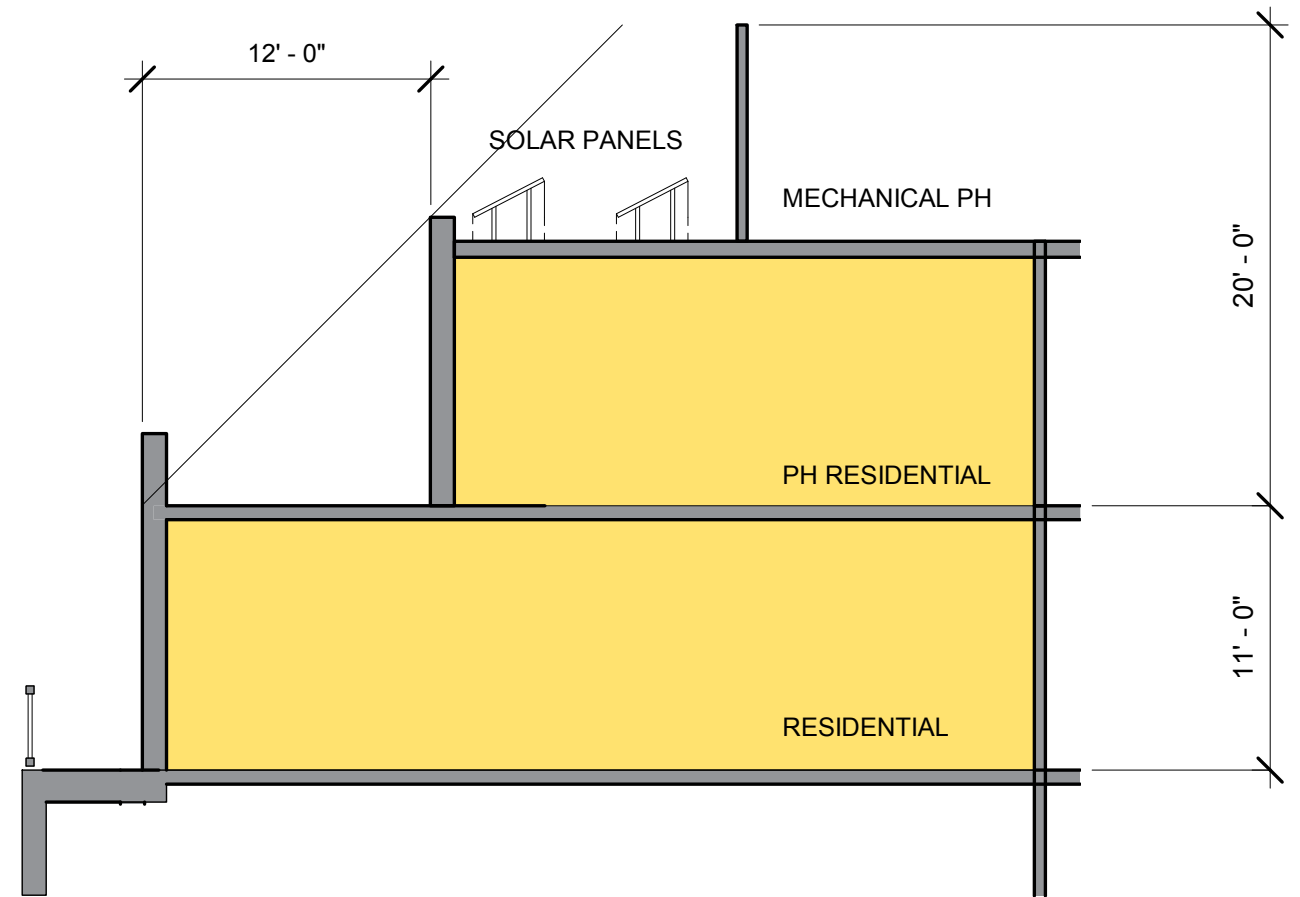 12' - 0"
SOLAR PANELS
MECHANICAL PH
20' - 0"
PH RESIDENTIAL
11' - 0"
RESIDENTIAL